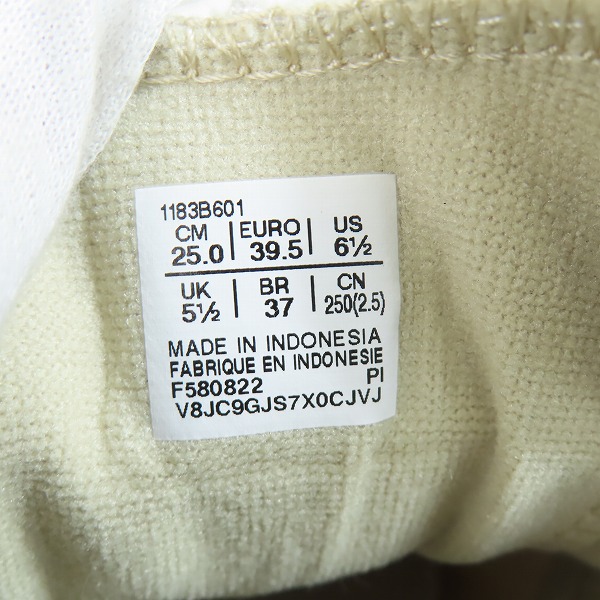 1183B601
CM EURO US
25.0 39.5 6½
UK BR CN
5½ 37 250(2.5)
MADE IN INDONESIA
FABRIQUE EN INDONESIE
F580822 PI
V8JC9GJS7X0CJVJ